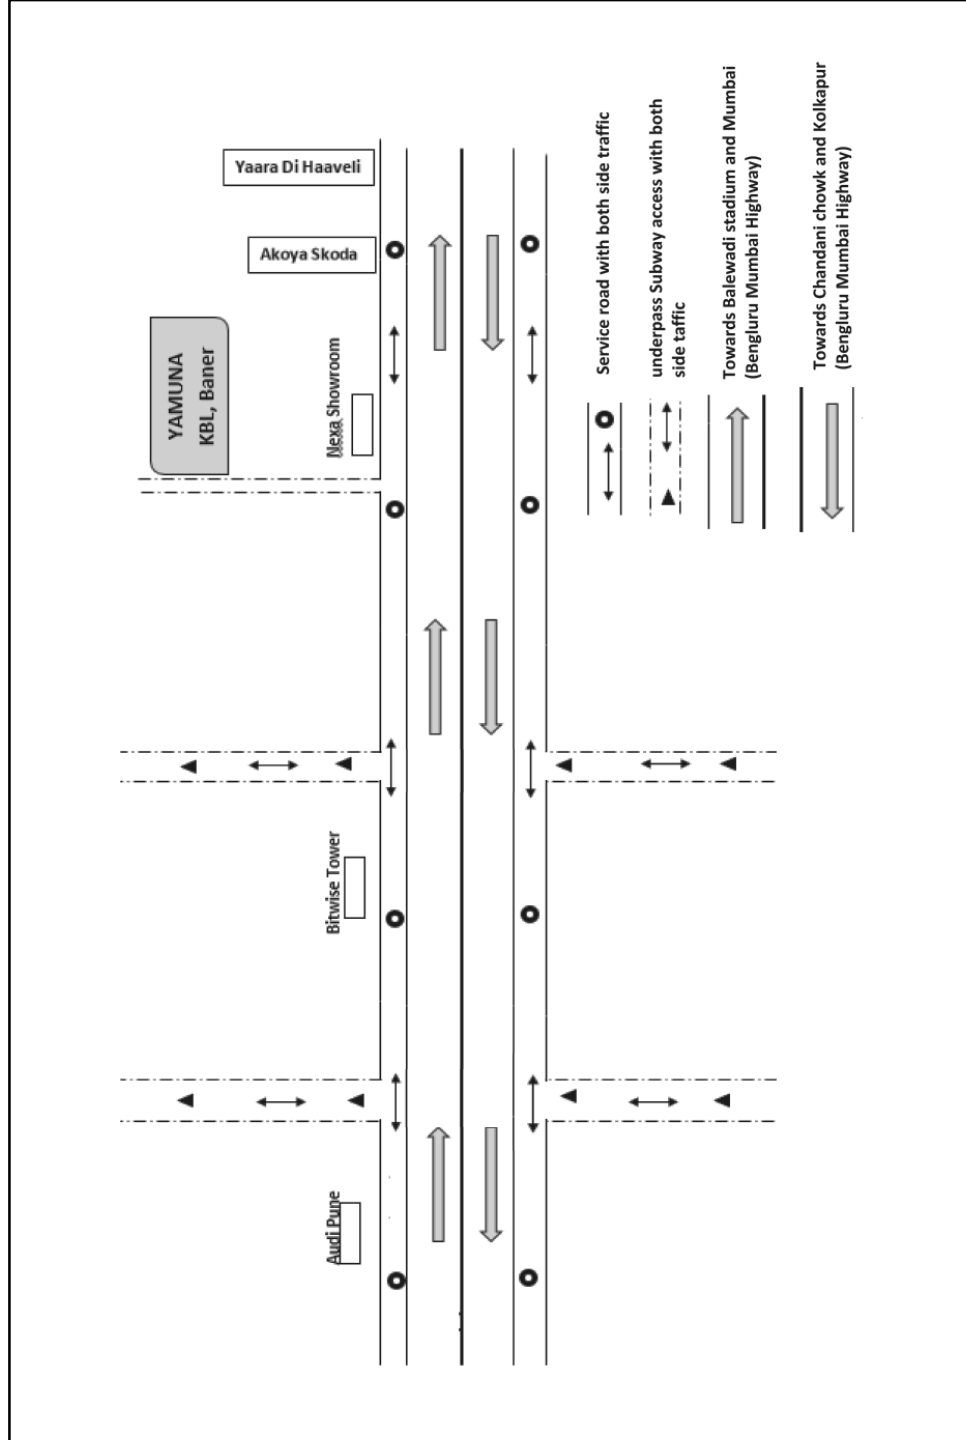 Yaara Di Haaveli
Akoya Skoda
YAMUNA
KBL, Baner
Nexa Showroom
Bitwise Tower
Audi Pune
Service road with both side traffic
underpass Subway access with both
side taffic
Towards Balewadi stadium and Mumbai
(Bengluru Mumbai Highway)
Towards Chandani chowk and Kolkapur
(Bengluru Mumbai Highway)